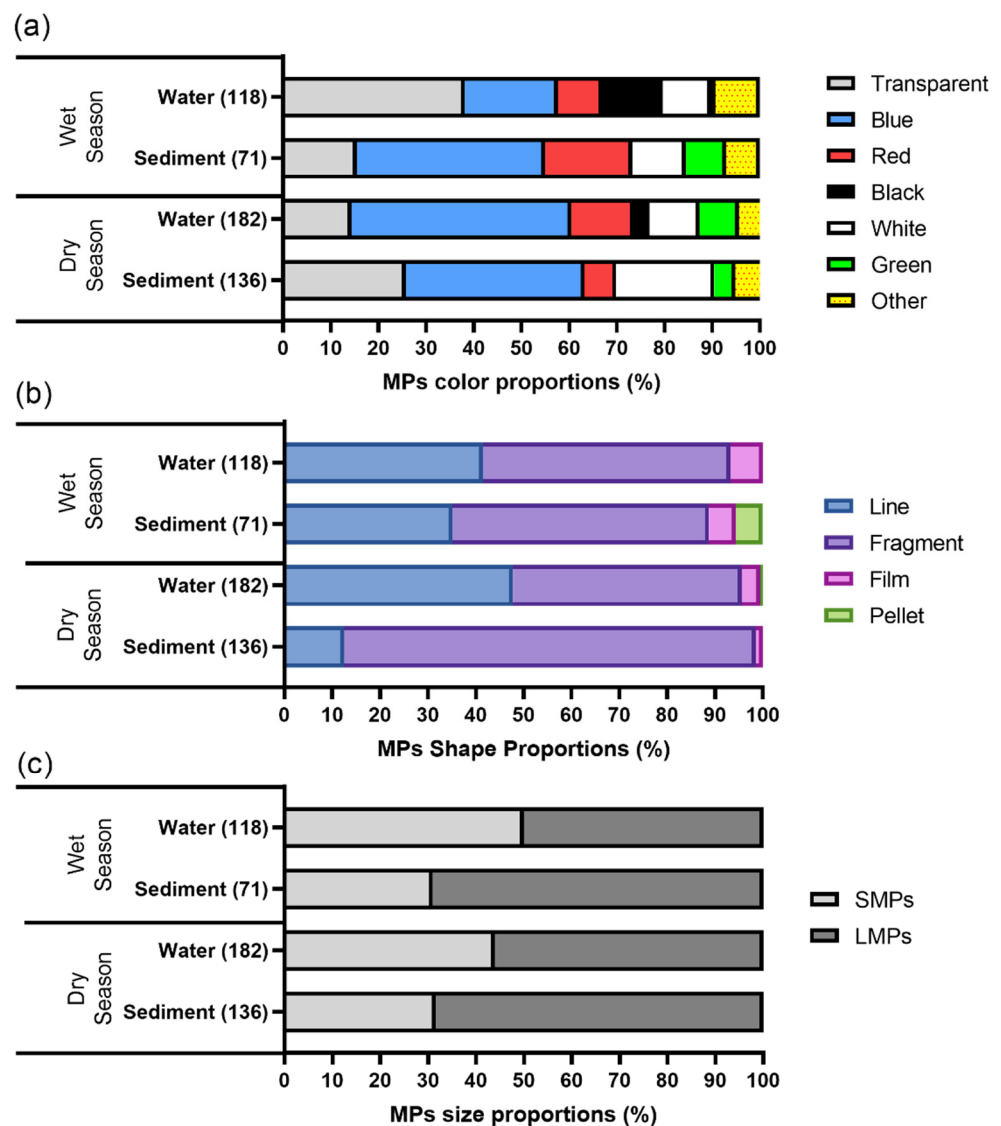 (a)
Wet
Season
Water (118)
Sediment (71)
Dry
Season
Water (182)
Sediment (136)
0 10 20 30 40 50 60 70 80 90 100
MPs color proportions (%)
Transparent
Blue
Red
Black
White
Green
Other
(b)
Wet
Season
Water (118)
Sediment (71)
Dry
Season
Water (182)
Sediment (136)
0 10 20 30 40 50 60 70 80 90 100
MPs Shape Proportions (%)
Line
Fragment
Film
Pellet
(c)
Wet
Season
Water (118)
Sediment (71)
Dry
Season
Water (182)
Sediment (136)
0 10 20 30 40 50 60 70 80 90 100
MPs size proportions (%)
SMPs
LMPs